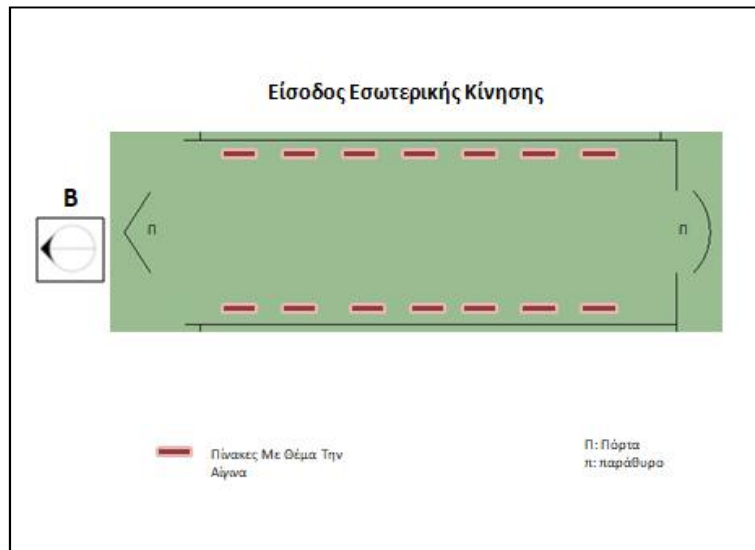 Είσοδος Εσωτερικής Κίνησης
Β
Π
Π
Πίνακες Με Θέμα Την
Αίγινα
Π: Πόρτα
π: παράθυρο